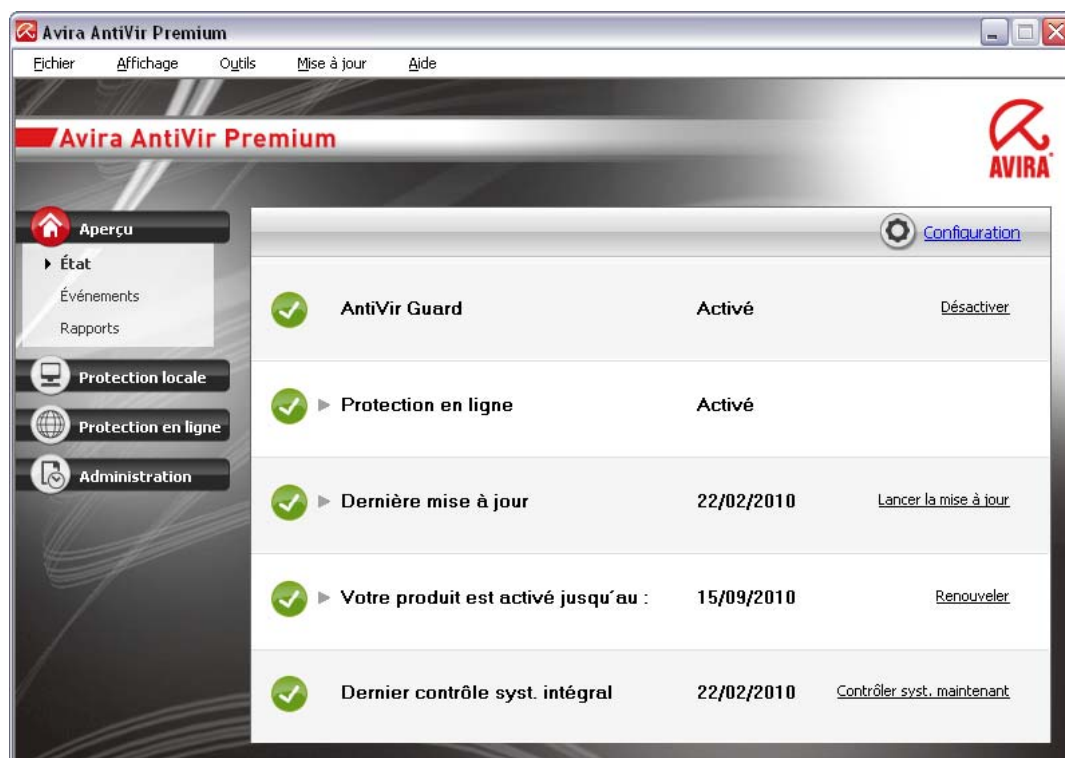 Avira AntiVir Premium
Fichier Affichage Outils Mise à jour Aide
Avira AntiVir Premium
AVIRA
Aperçu
État
Événements
Rapports
Protection locale
Protection en ligne
Administration
Configuration
AntiVir Guard Activé Désactiver
Protection en ligne Activé
Dernière mise à jour 22/02/2010 Lancer la mise à jour
Votre produit est activé jusqu´au : 15/09/2010 Renouveler
Dernier contrôle syst. intégral 22/02/2010 Contrôler syst. maintenant